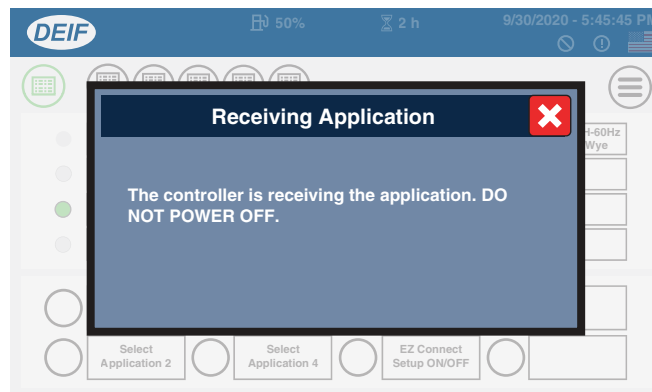 DEIF
50%
2 h
9/30/2020 - 5:45:45 PM
Receiving Application
-60Hz
Wye
The controller is receiving the application. DO
NOT POWER OFF.
Select
Application 2
Select
Application 4
EZ Connect
Setup ON/OFF